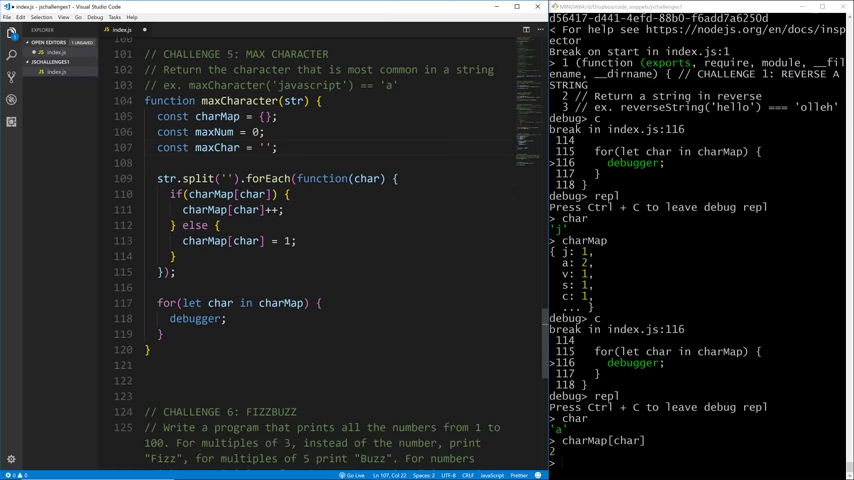 index.js - jschallenges1 - Visual Studio Code
File Edit Selection View Go Debug Tasks Help
EXPLORER
OPEN EDITORS 1 UNSAVED
index.js
JSCHALLENGES1
index.js
index.js
100
101 // CHALLENGE 5: MAX CHARACTER
102 // Return the character that is most common in a string
103 // ex. maxCharacter('javascript') == 'a'
104 function maxCharacter(str) {
105 const charMap = {};
106 const maxNum = 0;
107 const maxChar = '';
108
109 str.split('').forEach(function(char) {
110 if(charMap[char]) {
111 charMap[char]++;
112 } else {
113 charMap[char] = 1;
114 }
115 });
116
117 for(let char in charMap) {
118 debugger;
119 }
120 }
121
122
123
124 // CHALLENGE 6: FIZZBUZZ
125 // Write a program that prints all the numbers from 1 to
100. For multiples of 3, instead of the number, print
"Fizz", for multiples of 5 print "Buzz". For numbers
0 0 Go Live Ln 107, Col 22 Spaces: 2 UTF-8 CRLF JavaScript Prettier
MINGW64:/d/Dropbox/code_snippets/jschallenges1
d56417-d441-4efd-88b0-f6add7a6250d
< For help see https://nodejs.org/en/docs/insp
ector
Break on start in index.js:1
> 1 (function (exports, require, module, __fil
ename, __dirname) { // CHALLENGE 1: REVERSE A
STRING
2 // Return a string in reverse
3 // ex. reverseString('hello') === 'olleh'
debug> c
break in index.js:116
114
115 for(let char in charMap) {
>116 debugger;
117 }
118 }
debug> repl
Press Ctrl + C to leave debug repl
> char
'j'
> charMap
{ j: 1,
a: 2,
v: 1,
s: 1,
c: 1,
... }
debug> c
break in index.js:116
114
115 for(let char in charMap) {
>116 debugger;
117 }
118 }
debug> repl
Press Ctrl + C to leave debug repl
> char
'a'
> charMap[char]
2
>